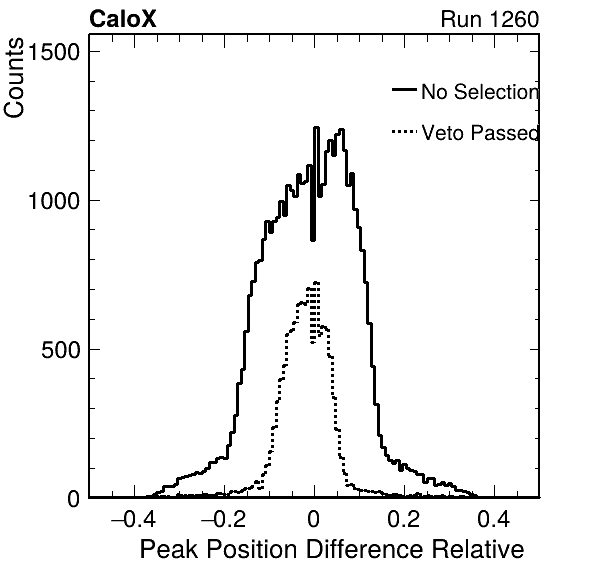 CaloX Run 1260
Counts
1500
1000
500
0
No Selection
Veto Passed
−0.4 −0.2 0 0.2 0.4
Peak Position Difference Relative